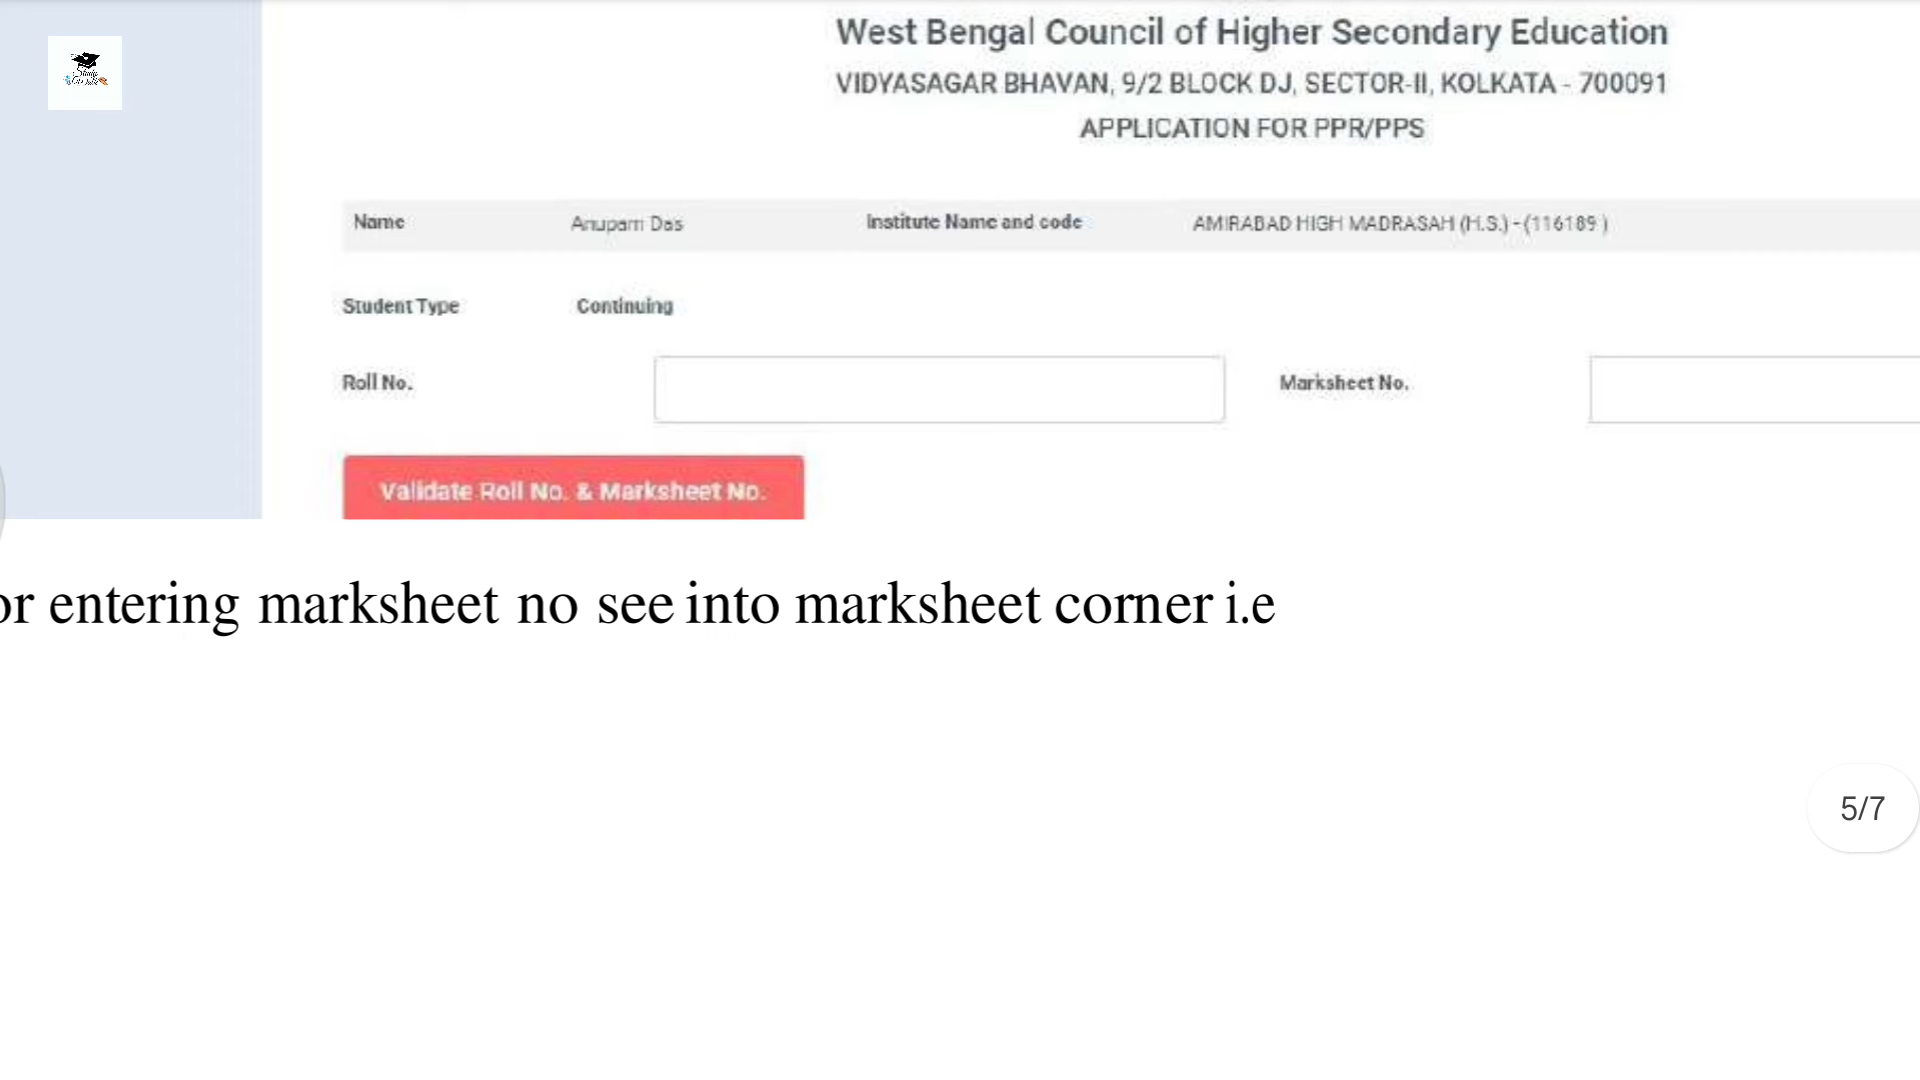 West Bengal Council of Higher Secondary Education
VIDYASAGAR BHAVAN, 9/2 BLOCK DJ, SECTOR-II, KOLKATA - 700091
APPLICATION FOR PPR/PPS
Name Anupam Das Institute Name and code AMIRABAD HIGH MADRASAH (H.S.) - (116189 )
Student Type Continuing
Roll No. Marksheet No.
Validate Roll No. & Marksheet No.
or entering marksheet no see into marksheet corner i.e
5/7